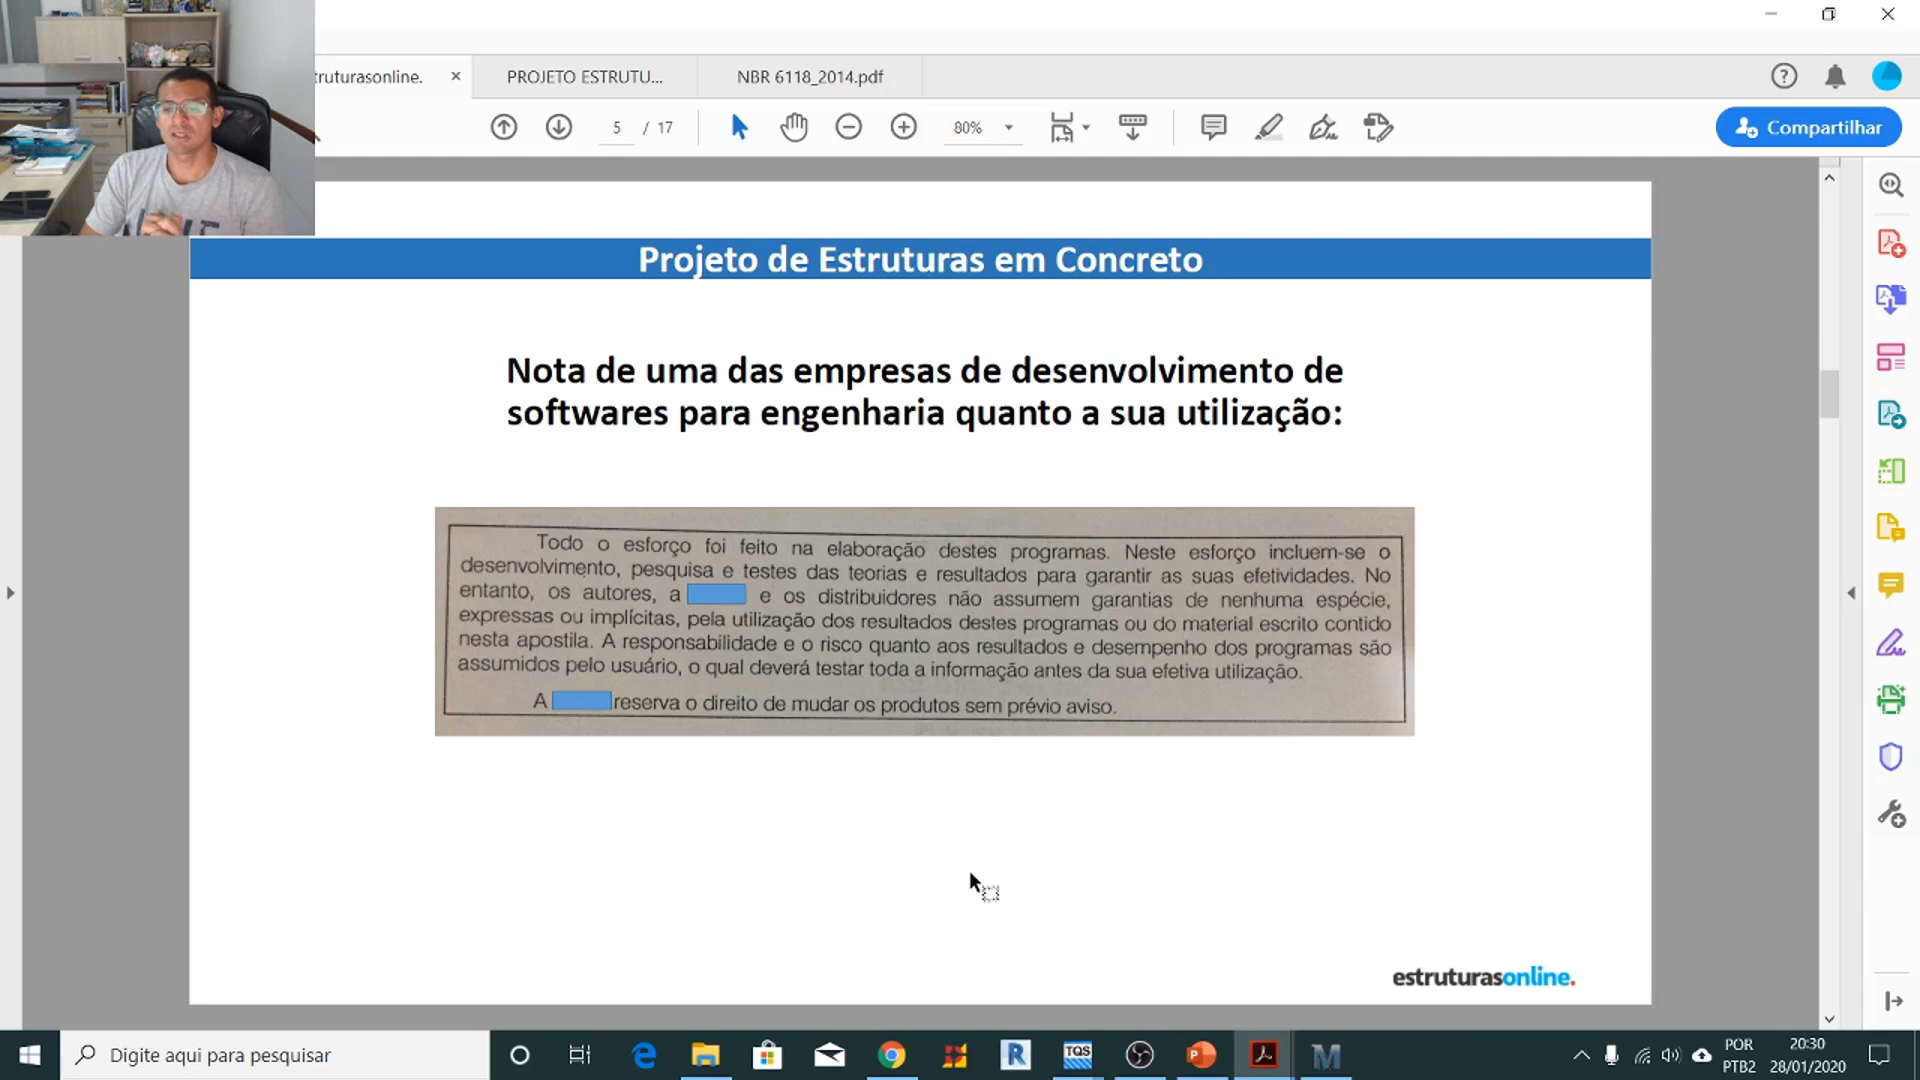 truturasonline.
PROJETO ESTRUTU...
NBR 6118_2014.pdf
5 / 17
80%
Compartilhar
Projeto de Estruturas em Concreto
Nota de uma das empresas de desenvolvimento de
softwares para engenharia quanto a sua utilização:
Todo o esforço foi feito na elaboração destes programas. Neste esforço incluem-se o
desenvolvimento, pesquisa e testes das teorias e resultados para garantir as suas efetividades. No
entanto, os autores, a e os distribuidores não assumem garantias de nenhuma espécie,
expressas ou implícitas, pela utilização dos resultados destes programas ou do material escrito contido
nesta apostila. A responsabilidade e o risco quanto aos resultados e desempenho dos programas são
assumidos pelo usuário, o qual deverá testar toda a informação antes da sua efetiva utilização.
A reserva o direito de mudar os produtos sem prévio aviso.
estruturasonline.
Digite aqui para pesquisar
R
TQS
M
POR
PTB2
20:30
28/01/2020